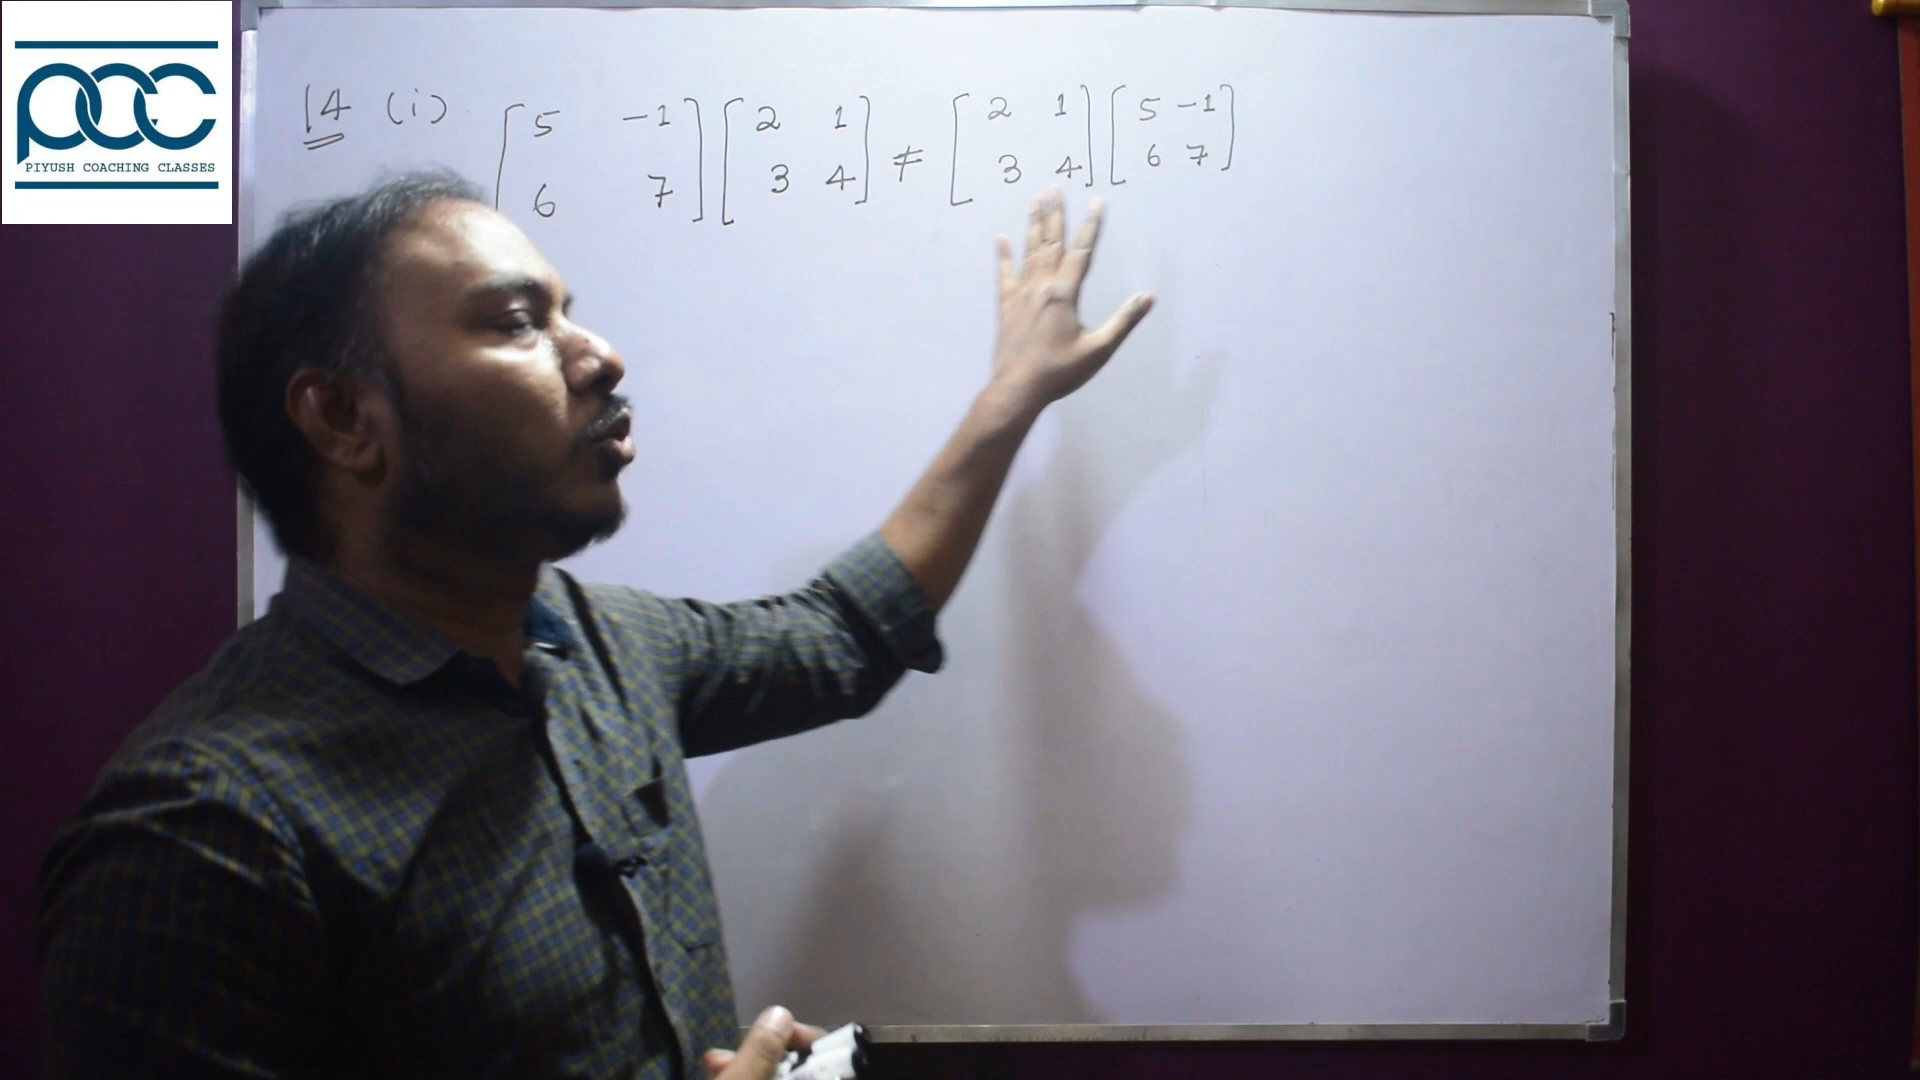 PCC
PIYUSH COACHING CLASSES
14 (i) [5 -1] [2 1] ≠ [2 1] [5 -1]
[6 7] [3 4] [3 4] [6 7]